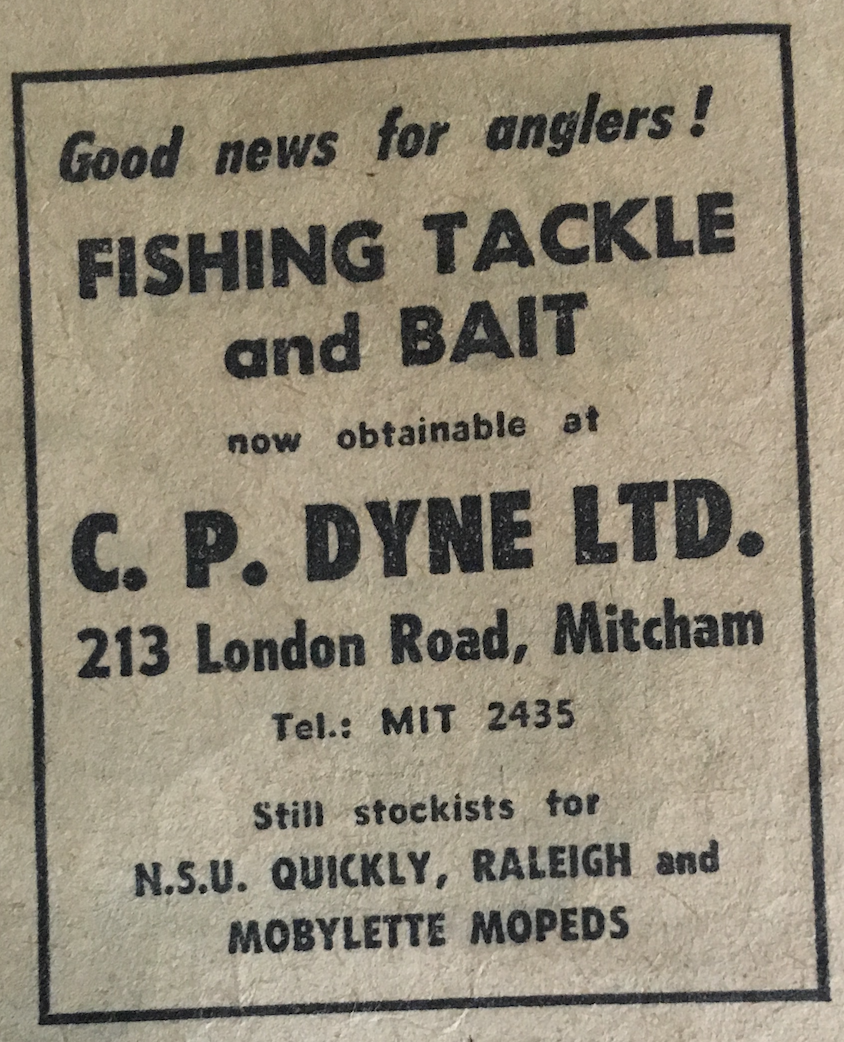 Good news for anglers!
FISHING TACKLE
and BAIT
now obtainable at
C. P. DYNE LTD.
213 London Road, Mitcham
Tel.: MIT 2435
Still stockists for
N.S.U. QUICKLY, RALEIGH and
MOBYLETTE MOPEDS